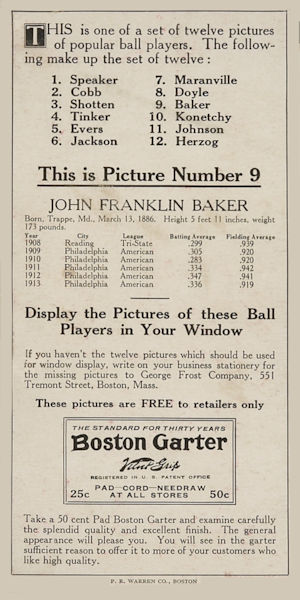 THIS is one of a set of twelve pictures
of popular ball players. The follow-
ing make up the set of twelve:
1. Speaker 7. Maranville
2. Cobb 8. Doyle
3. Shotten 9. Baker
4. Tinker 10. Konetchy
5. Evers 11. Johnson
6. Jackson 12. Herzog
This is Picture Number 9
JOHN FRANKLIN BAKER
Born, Trappe, Md., March 13, 1886. Height 5 feet 11 inches, weight
173 pounds.
Year City League Batting Average Fielding Average
1908 Reading Tri-State .299 .939
1909 Philadelphia American .305 .920
1910 Philadelphia American .283 .920
1911 Philadelphia American .334 .942
1912 Philadelphia American .347 .941
1913 Philadelphia American .336 .919
Display the Pictures of these Ball
Players in Your Window
If you haven't the twelve pictures which should be used
for window display, write on your business stationery for
the missing pictures to George Frost Company, 551
Tremont Street, Boston, Mass.
These pictures are FREE to retailers only
THE STANDARD FOR THIRTY YEARS
Boston Garter
Velvet Grip
REGISTERED IN U. S. PATENT OFFICE
PAD-CORD-NEEDRAW
25c AT ALL STORES 50c
Take a 50 cent Pad Boston Garter and examine carefully
the splendid quality and excellent finish. The general
appearance will please you. You will see in the garter
sufficient reason to offer it to more of your customers who
like high quality.
P. R. WARREN CO., BOSTON